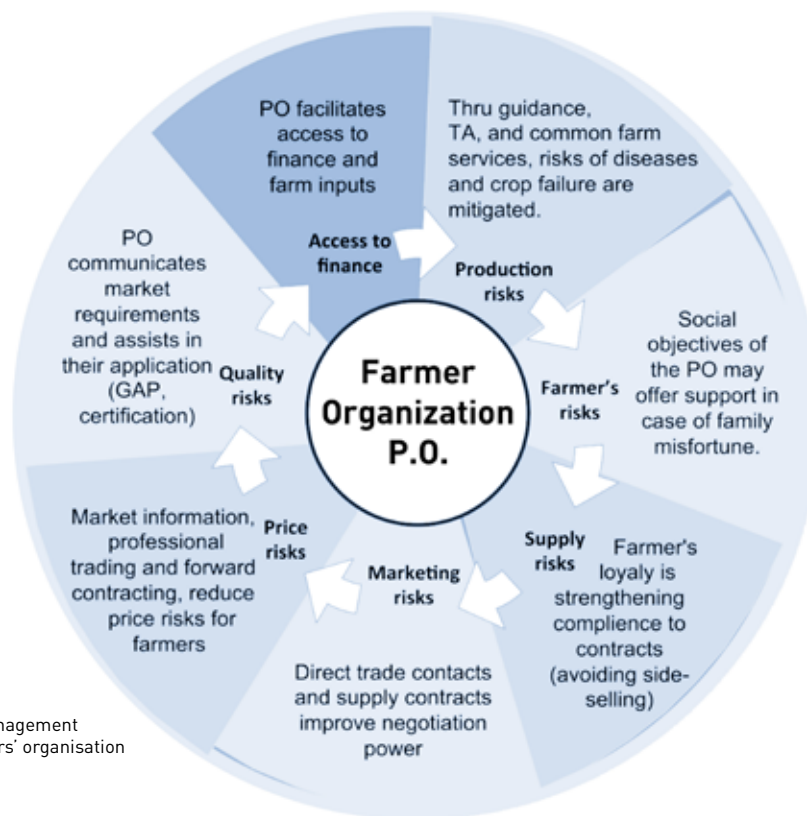 PO facilitates
access to
finance and
farm inputs
Access to
finance
Thru guidance,
TA, and common farm
services, risks of diseases
and crop failure are
mitigated.
Production
risks
Social
objectives of
the PO may
offer support in
case of family
misfortune.
Farmer's
risks
Farmer's
loyaly is
strengthening
complience to
contracts
(avoiding side-
selling)
Supply
risks
Direct trade contacts
and supply contracts
improve negotiation
power
Marketing
risks
Market information,
professional
trading and forward
contracting, reduce
price risks for
farmers
Price
risks
PO
communicates
market
requirements
and assists in
their application
(GAP,
certification)
Quality
risks
Farmer
Organization
P.O.
nagement
ers' organisation